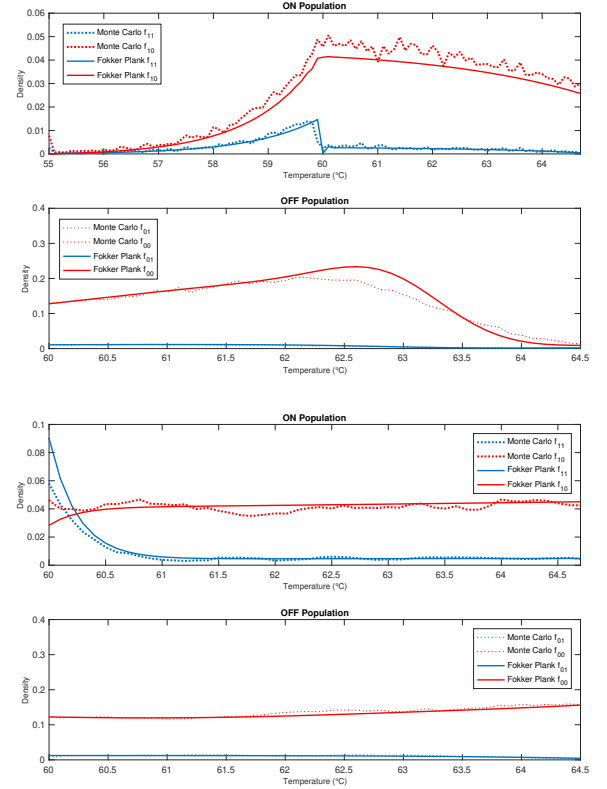 ON Population
Density
0.06
0.05
0.04
0.03
0.02
0.01
0
Monte Carlo f11
Monte Carlo f10
Fokker Plank f11
Fokker Plank f10
55 56 57 58 59 60 61 62 63 64
Temperature (°C)
OFF Population
Density
0.4
0.3
0.2
0.1
0
Monte Carlo f01
Monte Carlo f00
Fokker Plank f01
Fokker Plank f00
60 60.5 61 61.5 62 62.5 63 63.5 64 64.5
Temperature (°C)
ON Population
Density
0.1
0.08
0.06
0.04
0.02
0
Monte Carlo f11
Monte Carlo f10
Fokker Plank f11
Fokker Plank f10
60 60.5 61 61.5 62 62.5 63 63.5 64 64.5
Temperature (°C)
OFF Population
Density
0.4
0.3
0.2
0.1
0
Monte Carlo f01
Monte Carlo f00
Fokker Plank f01
Fokker Plank f00
60 60.5 61 61.5 62 62.5 63 63.5 64 64.5
Temperature (°C)